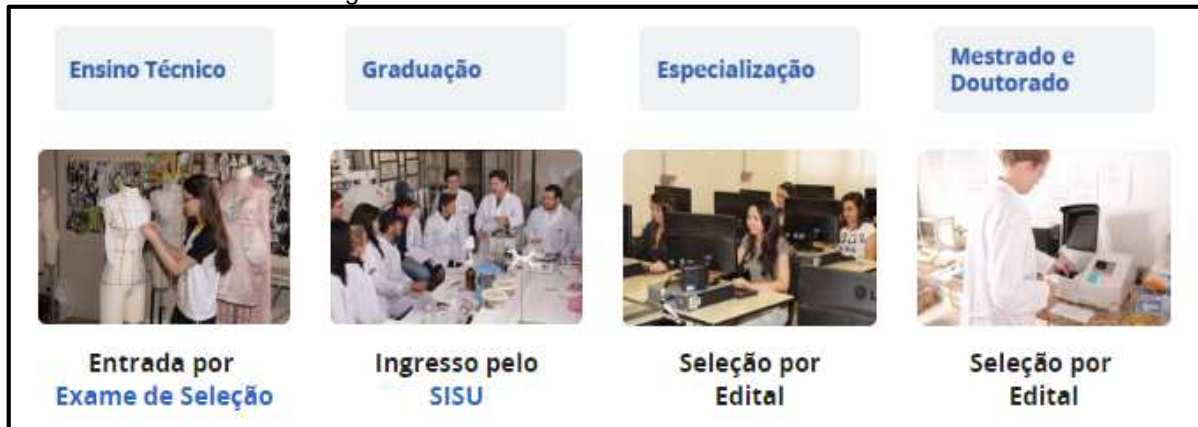 Ensino Técnico
Graduação
Especialização
Mestrado e
Doutorado
Entrada por
Exame de Seleção
Ingresso pelo
SISU
Seleção por
Edital
Seleção por
Edital